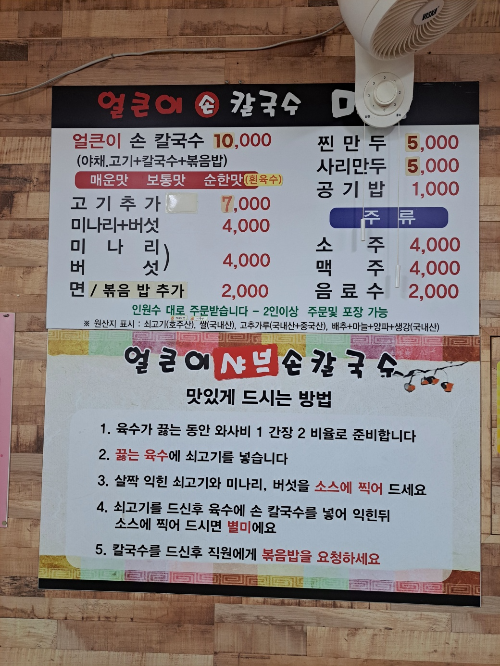 얼큰이 손 칼국수
얼큰이 손 칼국수 10,000
(야채,고기+칼국수+볶음밥)
매운맛 보통맛 순한맛(흰육수)
고기추가 7,000
미나리+버섯 4,000
미나리
버섯 ) 4,000
면 / 볶음 밥 추가 2,000
찐만두 5,000
사리만두 5,000
공기밥 1,000
주류
소주 4,000
맥주 4,000
음료수 2,000
인원수 대로 주문받습니다 - 2인이상 주문및 포장 가능
※ 원산지 표시 : 쇠고기(호주산), 쌀(국내산), 고추가루(국내산+중국산), 배추+마늘+양파+생강(국내산)
얼큰이 샤브 손칼국수
맛있게 드시는 방법
1. 육수가 끓는 동안 와사비 1 간장 2 비율로 준비합니다
2. 끓는 육수에 쇠고기를 넣습니다
3. 살짝 익힌 쇠고기와 미나리, 버섯을 소스에 찍어 드세요
4. 쇠고기를 드신후 육수에 손 칼국수를 넣어 익힌뒤
소스에 찍어 드시면 별미에요
5. 칼국수를 드신후 직원에게 볶음밥을 요청하세요